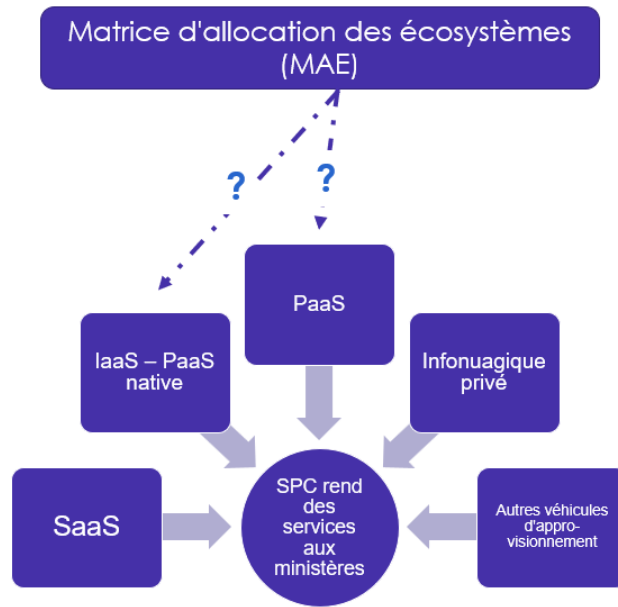 Matrice d'allocation des écosystèmes
(MAE)
?
?
PaaS
IaaS – PaaS
native
Infonuagique
privé
SaaS
SPC rend
des
services
aux
ministères
Autres véhicules
d'appro-
visionnement